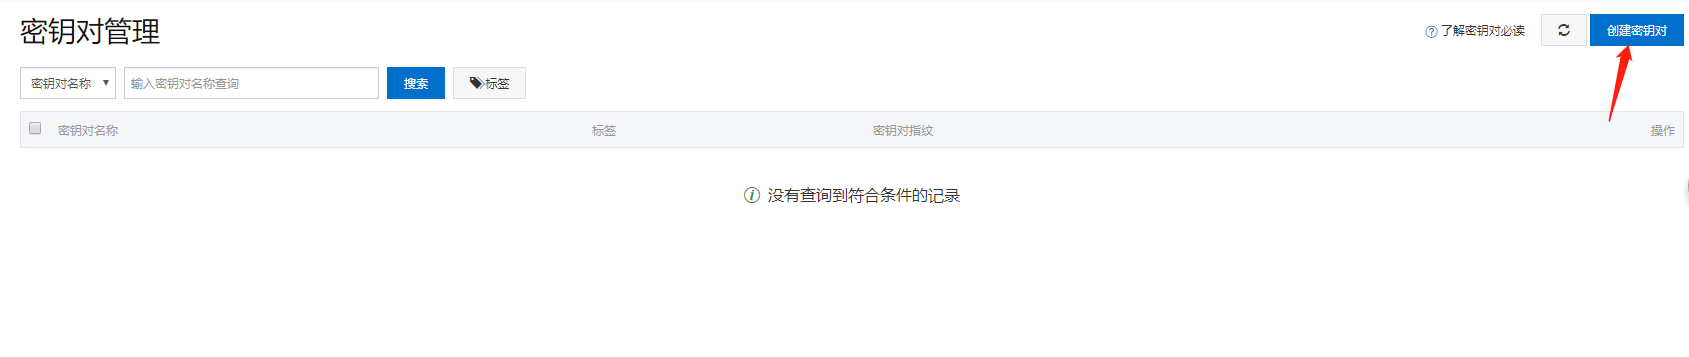 密钥对管理
了解密钥对必读
创建密钥对
密钥对名称
输入密钥对名称查询
搜索
标签
密钥对名称 标签 密钥对指纹 操作
没有查询到符合条件的记录